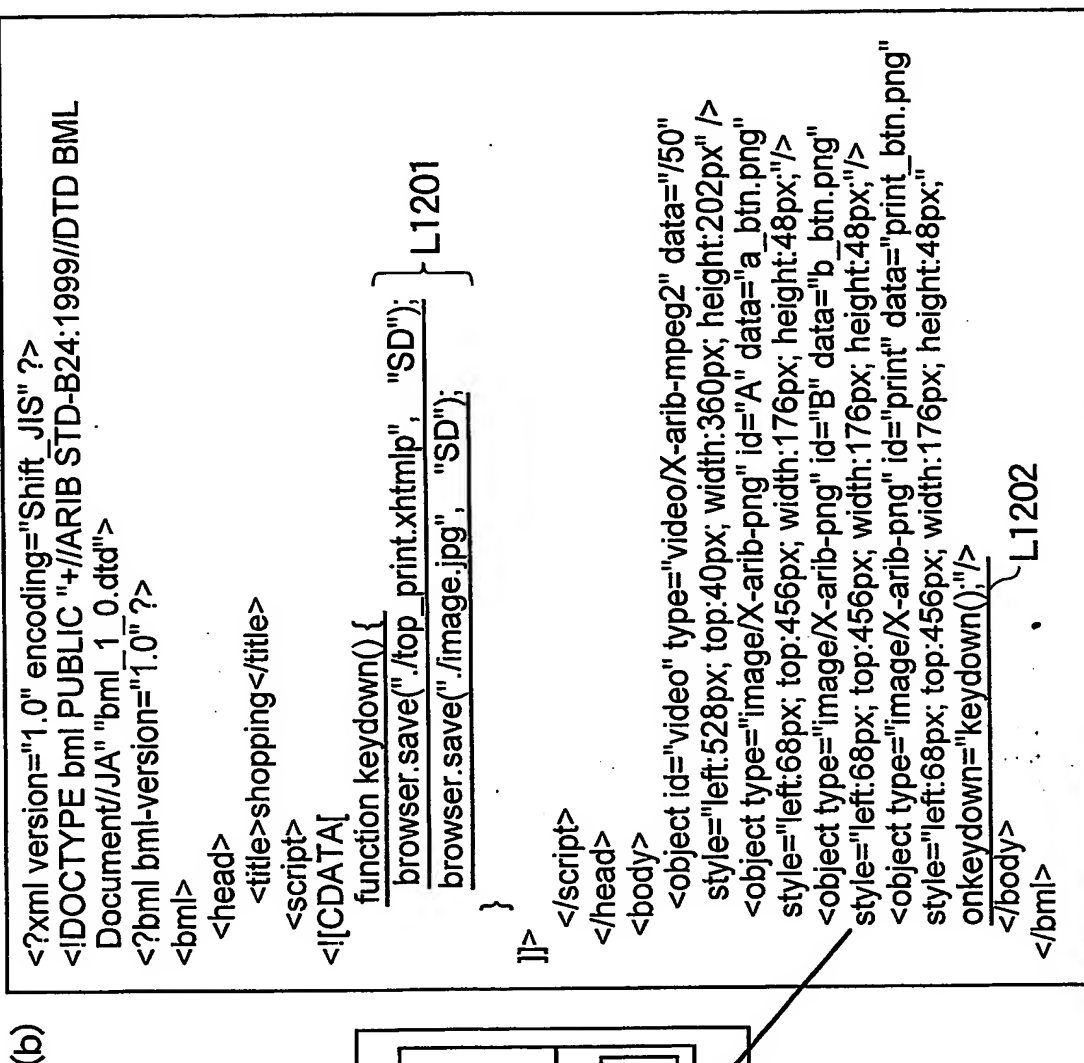 (b)
<?xml version="1.0" encoding="Shift_JIS" ?>
<!DOCTYPE bml PUBLIC "+//ARIB STD-B24:1999//DTD BML
Document//JA" "bml_1_0.dtd">
<?bml bml-version="1.0" ?>
<bml>
<head>
<title>shopping</title>
<script>
<![CDATA[
function keydown() {
browser.save("./top_print.xhtmlp", "SD");
browser.save("./image.jpg", "SD");
L1201
}
]]>
</script>
</head>
<body>
<object id="video" type="video/X-arib-mpeg2" data="/50"
style="left:528px; top:40px; width:360px; height:202px" />
<object type="image/X-arib-png" id="A" data="a_btn.png"
style="left:68px; top:456px; width:176px; height:48px;"/>
<object type="image/X-arib-png" id="B" data="b_btn.png"
style="left:68px; top:456px; width:176px; height:48px;"/>
<object type="image/X-arib-png" id="print" data="print_btn.png"
style="left:68px; top:456px; width:176px; height:48px;"
onkeydown="keydown();"/>
L1202
</body>
</bml>